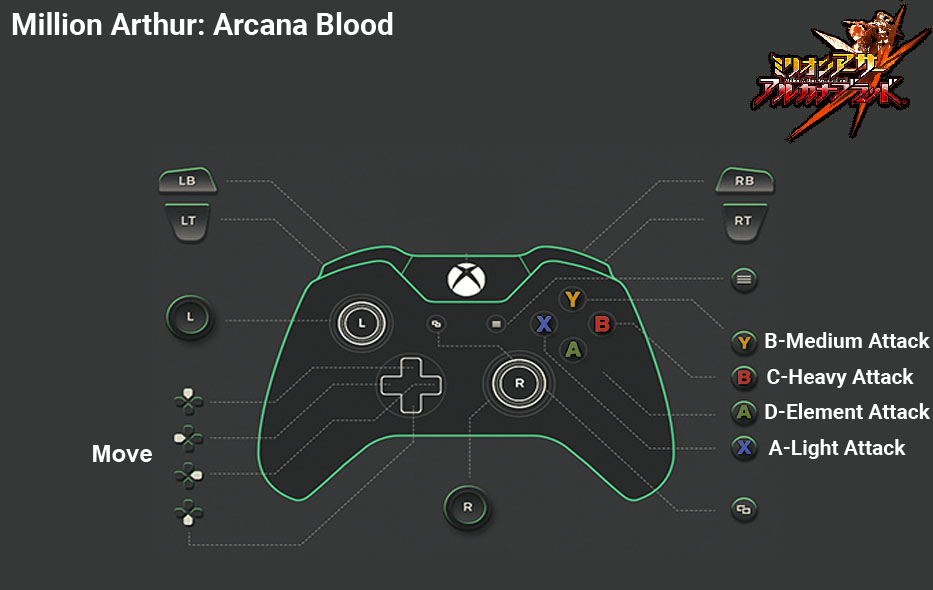 Million Arthur: Arcana Blood
ミリオンアーサー
アルカナブラッド
LB
RB
LT
RT
Y
L
L
X
B
Y
B-Medium Attack
A
B
C-Heavy Attack
R
A
D-Element Attack
Move
X
A-Light Attack
R